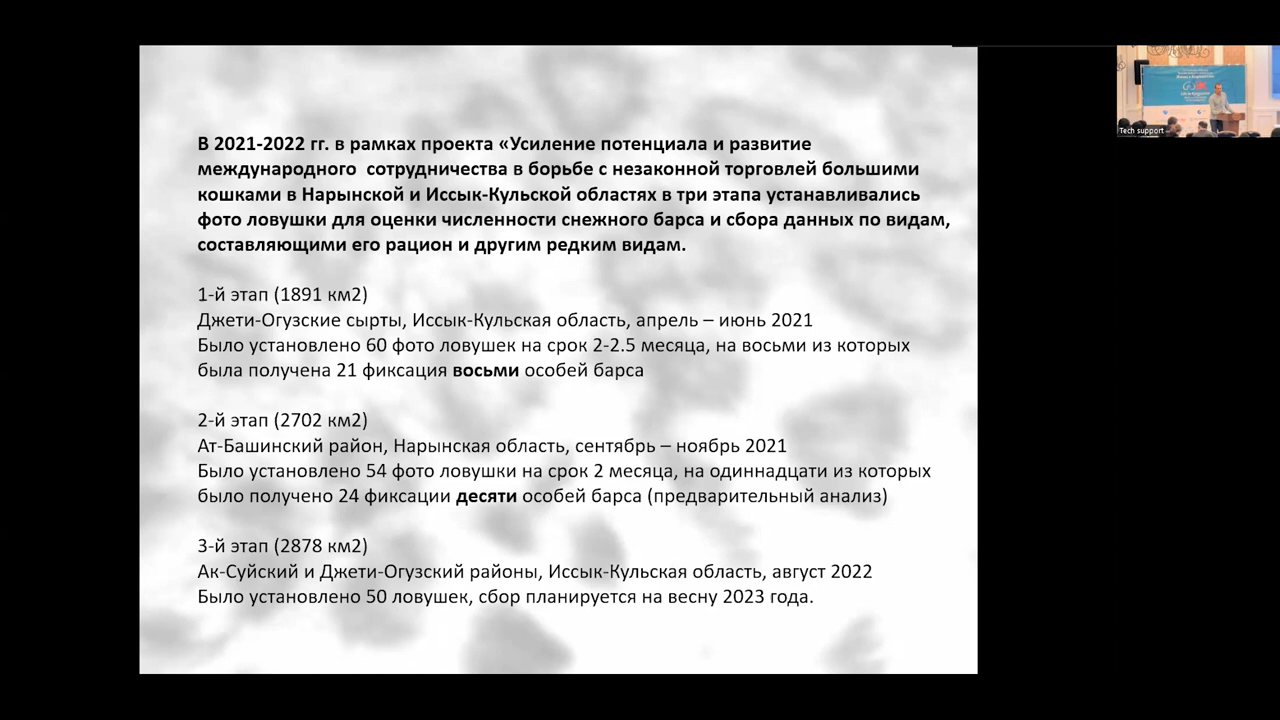 В 2021-2022 гг. в рамках проекта «Усиление потенциала и развитие
международного  сотрудничества в борьбе с незаконной торговлей большими
кошками в Нарынской и Иссык-Кульской областях в три этапа устанавливались
фото ловушки для оценки численности снежного барса и сбора данных по видам,
составляющими его рацион и другим редким видам.
1-й этап (1891 км2)
Джети-Огузские сырты, Иссык-Кульская область, апрель – июнь 2021
Было установлено 60 фото ловушек на срок 2-2.5 месяца, на восьми из которых
была получена 21 фиксация восьми особей барса
2-й этап (2702 км2)
Ат-Башинский район, Нарынская область, сентябрь – ноябрь 2021
Было установлено 54 фото ловушки на срок 2 месяца, на одиннадцати из которых
было получено 24 фиксации десяти особей барса (предварительный анализ)
3-й этап (2878 км2)
Ак-Суйский и Джети-Огузский районы, Иссык-Кульская область, август 2022
Было установлено 50 ловушек, сбор планируется на весну 2023 года.
Tech support